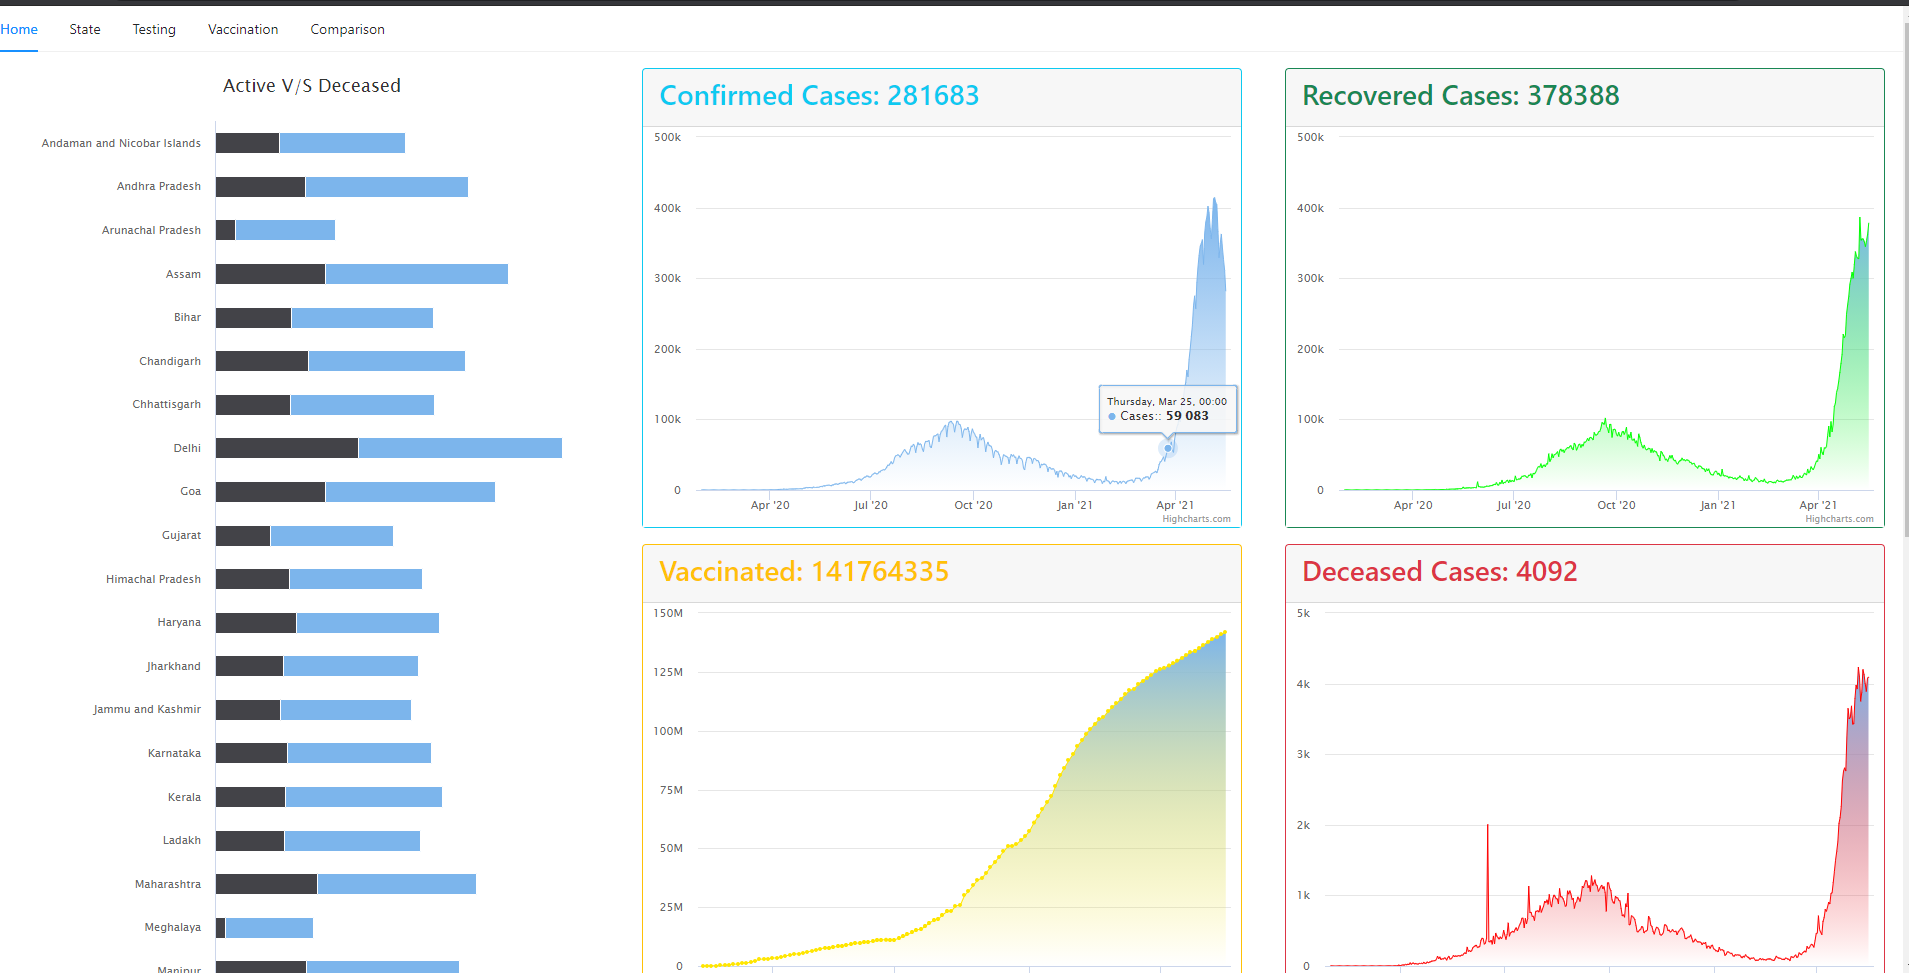 Home State Testing Vaccination Comparison
Active V/S Deceased
Andaman and Nicobar Islands
Andhra Pradesh
Arunachal Pradesh
Assam
Bihar
Chandigarh
Chhattisgarh
Delhi
Goa
Gujarat
Himachal Pradesh
Haryana
Jharkhand
Jammu and Kashmir
Karnataka
Kerala
Ladakh
Maharashtra
Meghalaya
Manipur
Confirmed Cases: 281683
500k
400k
300k
200k
100k
0
Thursday, Mar 25, 00:00
Cases:: 59 083
Apr '20 Jul '20 Oct '20 Jan '21 Apr '21
Highcharts.com
Recovered Cases: 378388
500k
400k
300k
200k
100k
0
Apr '20 Jul '20 Oct '20 Jan '21 Apr '21
Highcharts.com
Vaccinated: 141764335
150M
125M
100M
75M
50M
25M
0
Deceased Cases: 4092
5k
4k
3k
2k
1k
0